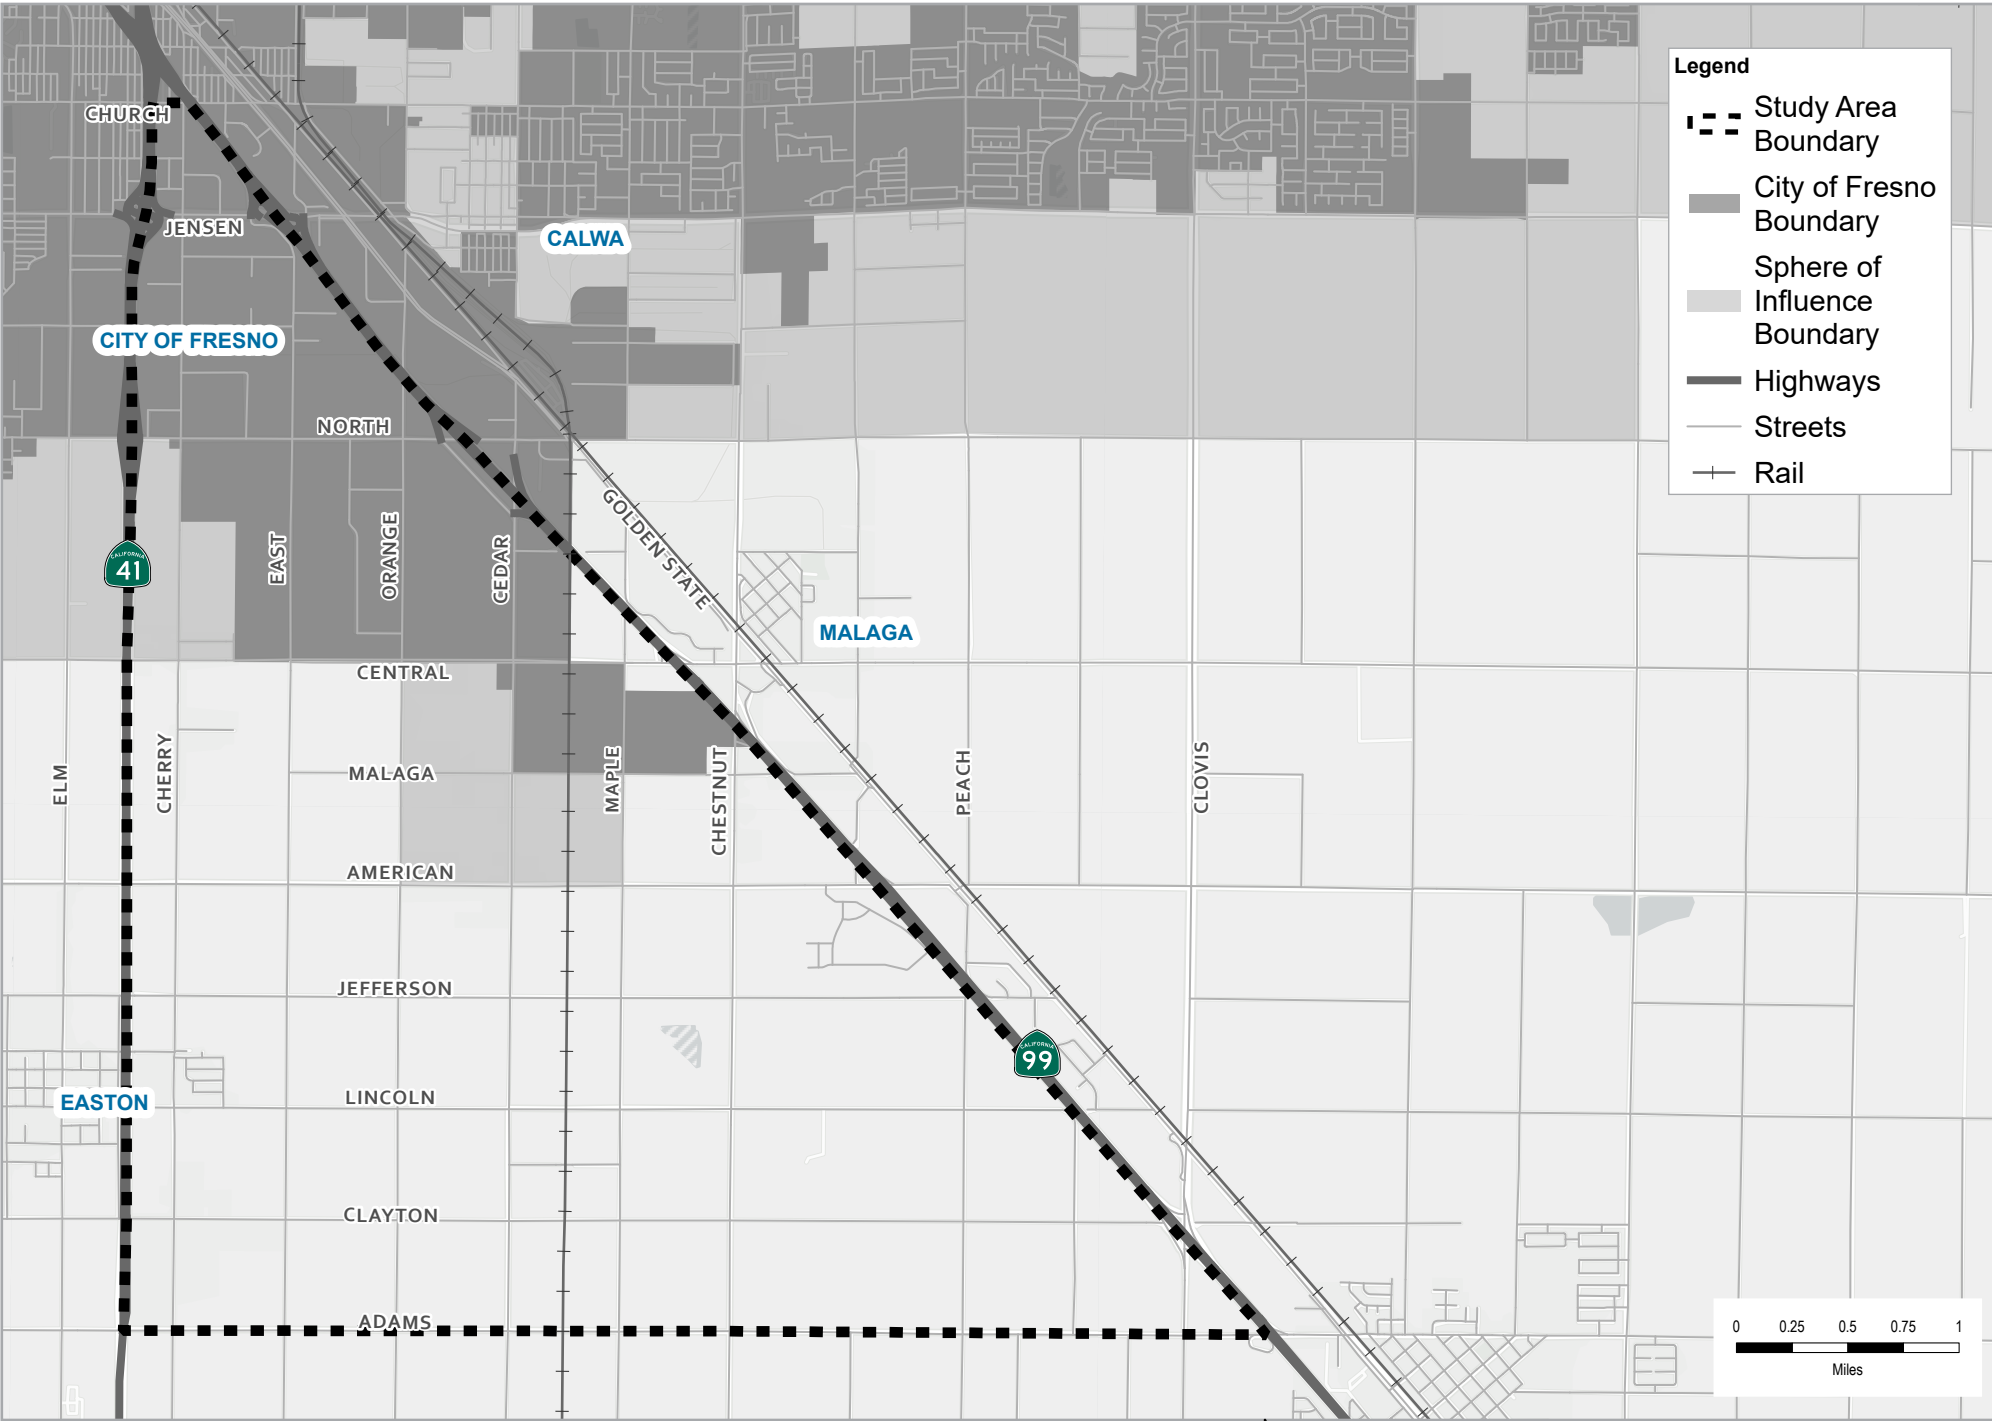 Legend
Study Area
Boundary
City of Fresno
Boundary
Sphere of
Influence
Boundary
Highways
Streets
Rail
CHURCH
JENSEN
CALWA
CITY OF FRESNO
NORTH
GOLDEN STATE
EAST
ORANGE
CEDAR
CALIFORNIA
41
MALAGA
CENTRAL
ELM
CHERRY
MALAGA
MAPLE
CHESTNUT
PEACH
CLOVIS
AMERICAN
JEFFERSON
CALIFORNIA
99
LINCOLN
EASTON
CLAYTON
ADAMS
0 0.25 0.5 0.75 1
Miles